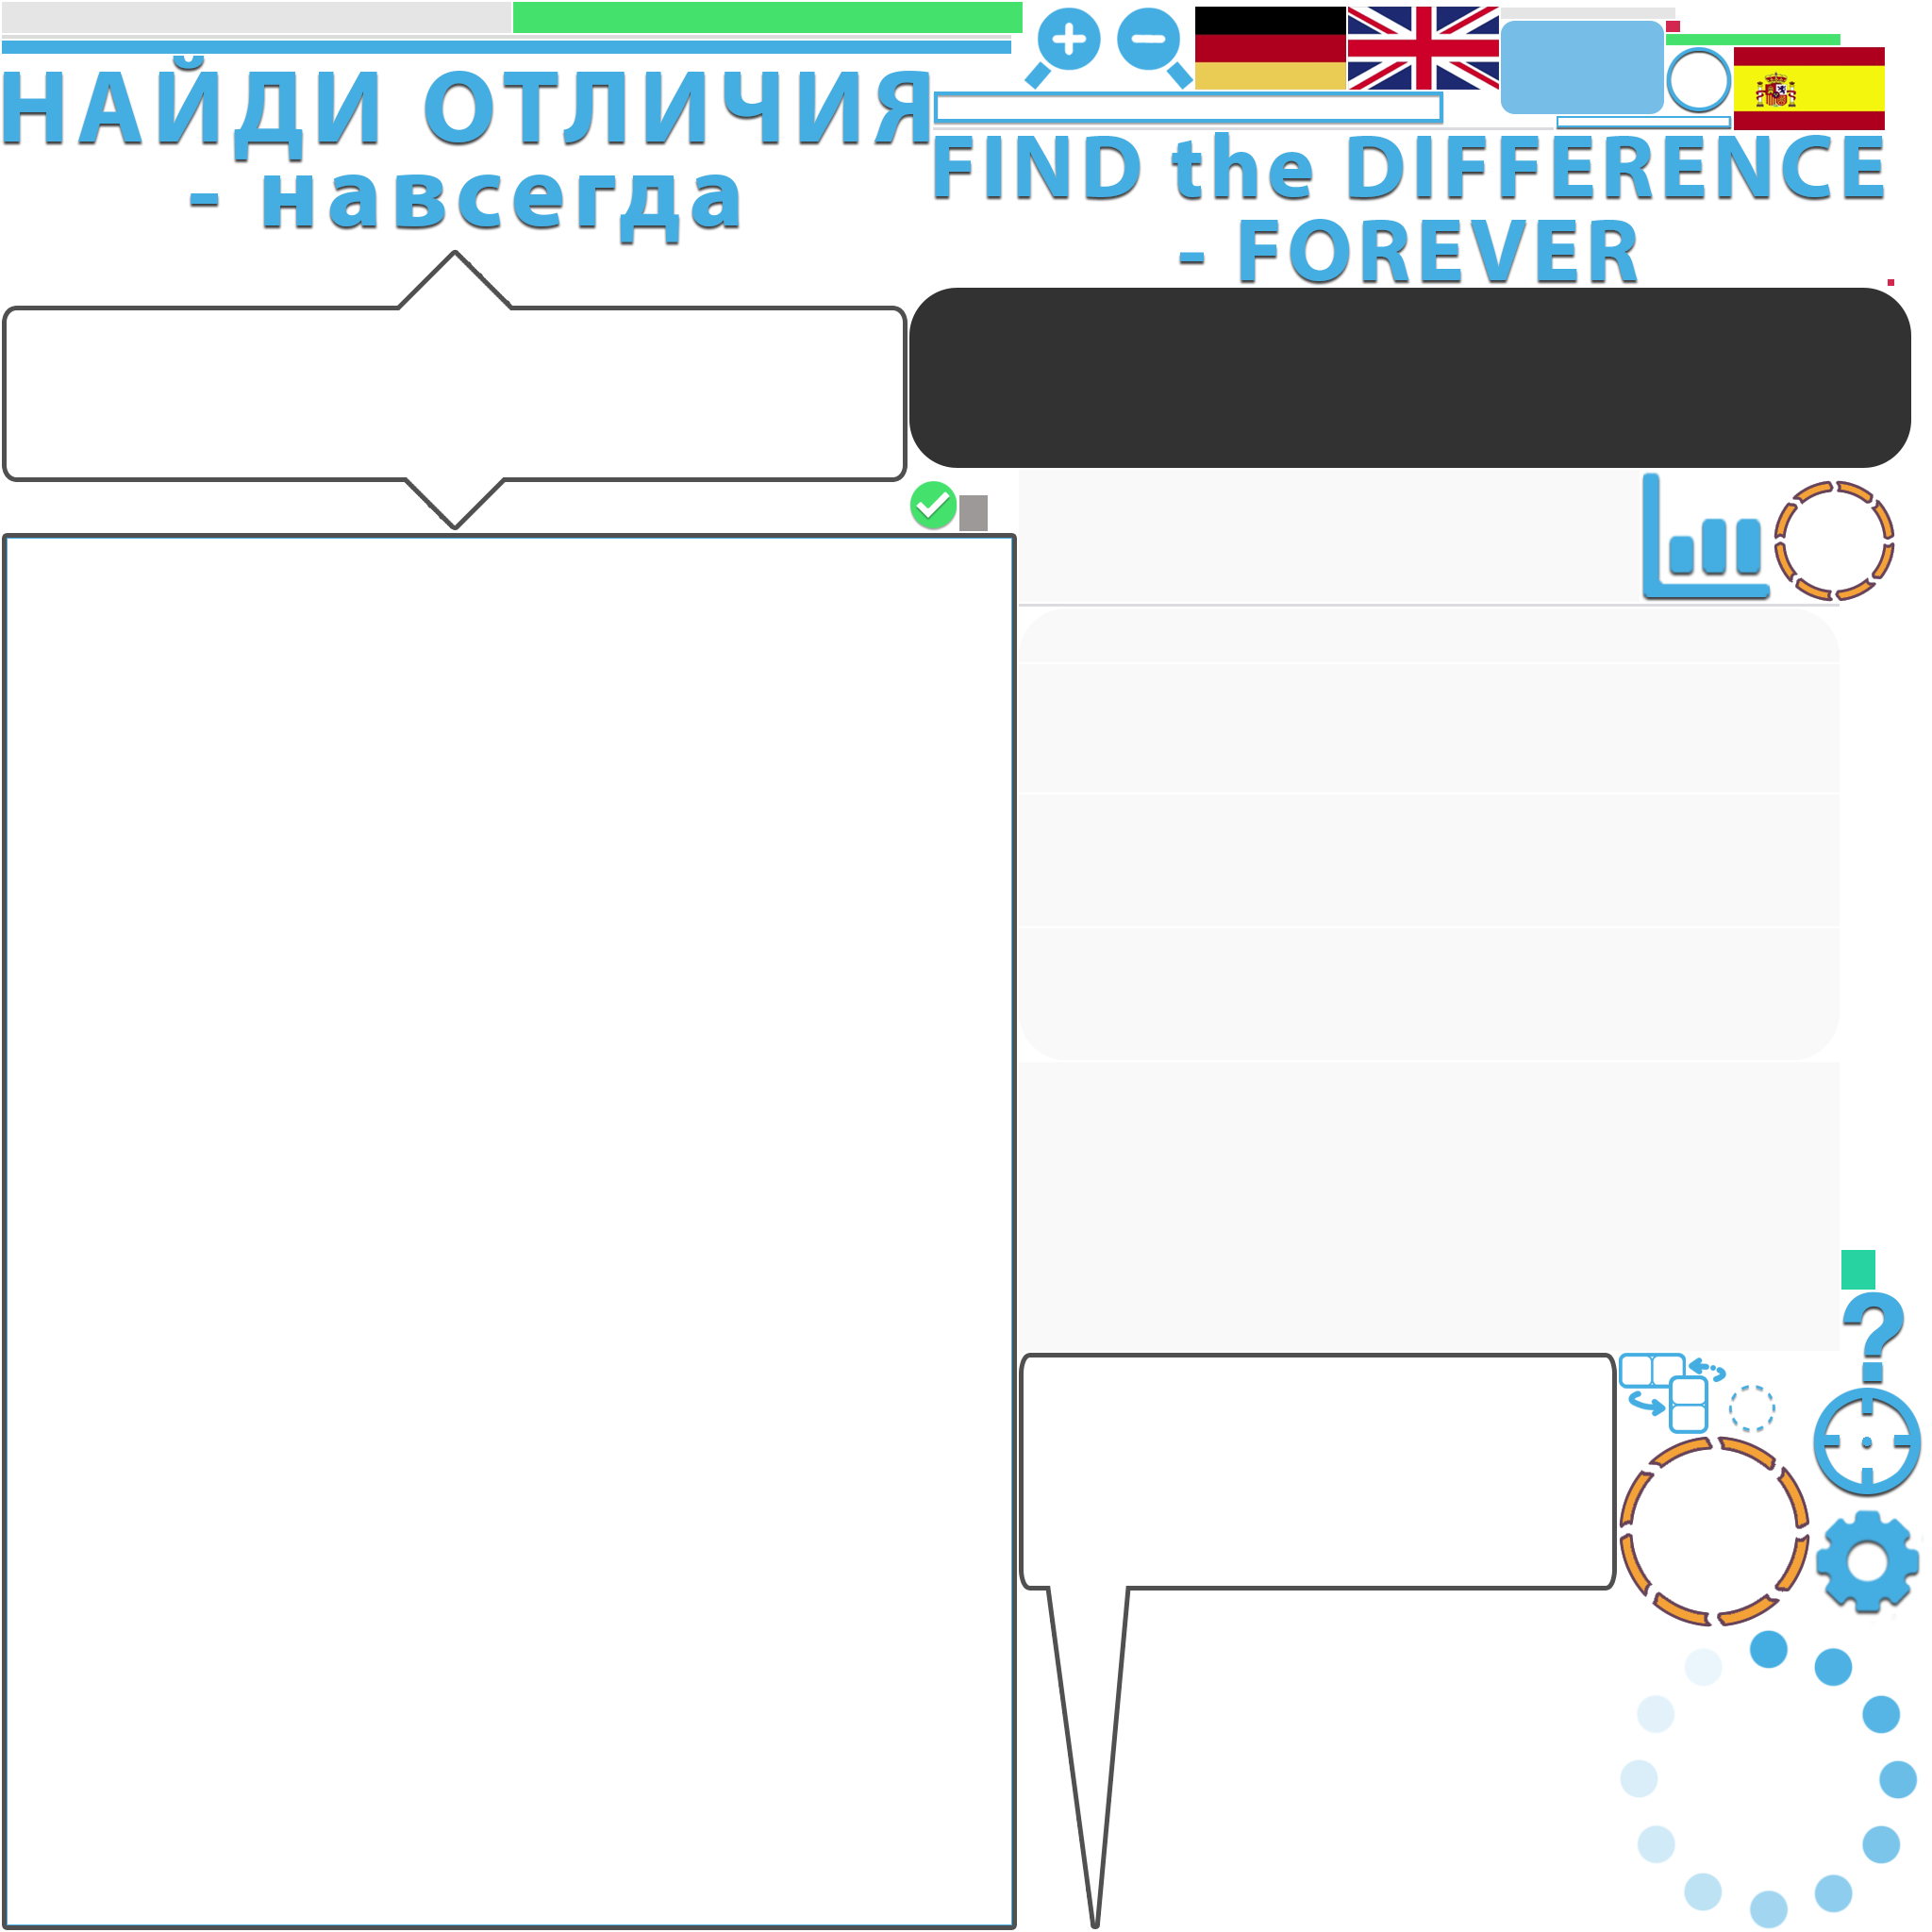 НАЙДИ ОТЛИЧИЯ
– навсегда
FIND the DIFFERENCE
– FOREVER
?